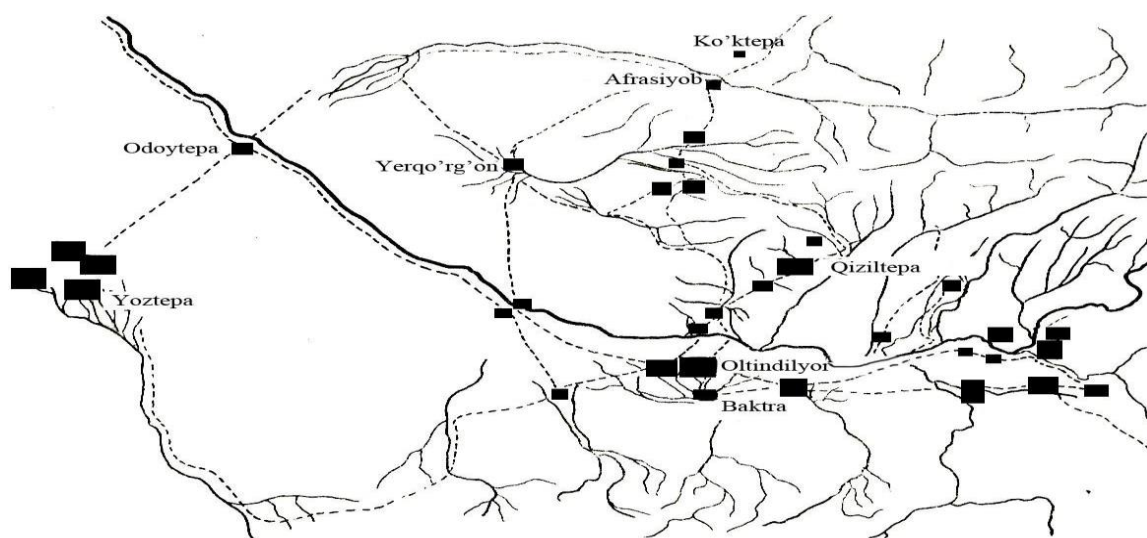 Ko’ktepa
Afrasiyob
Odoytepa
Yerqo’rg’on
Qiziltepa
Yoztepa
Oltindilyor
Baktra